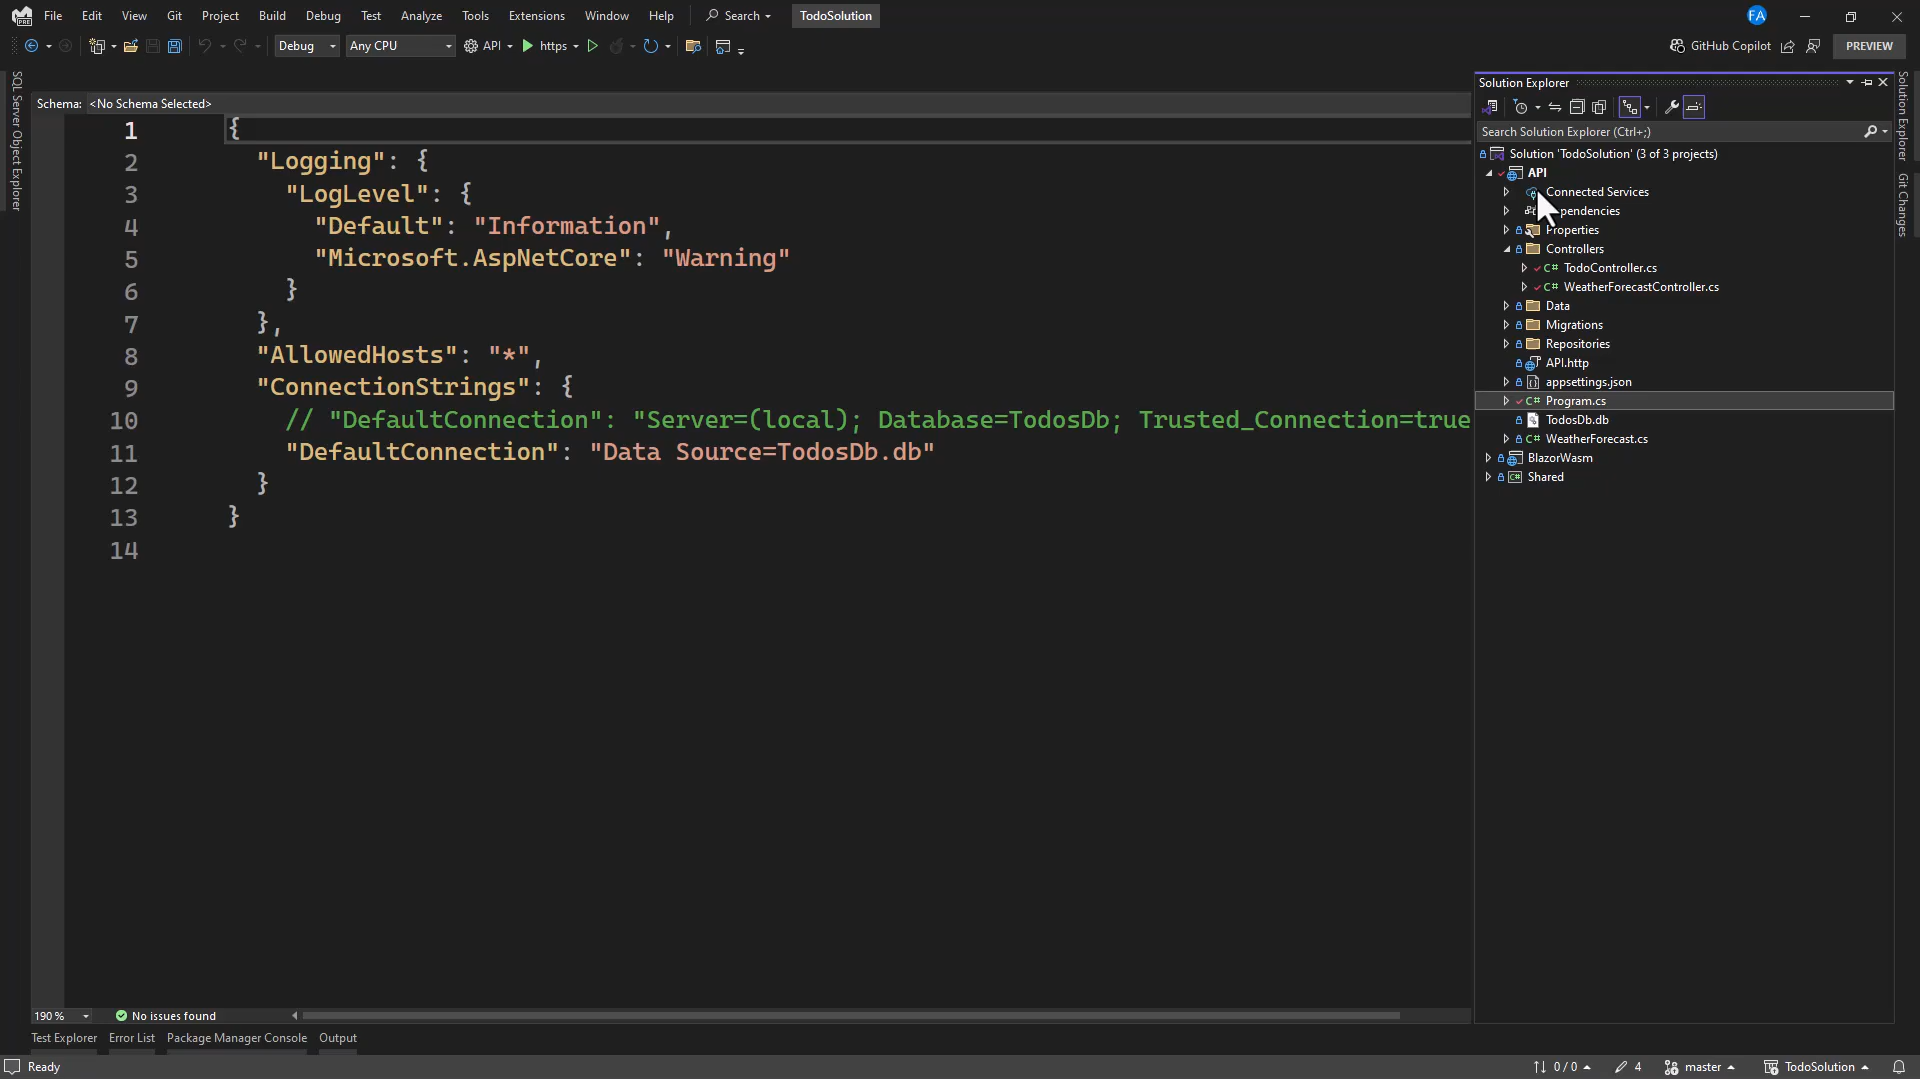 File Edit View Git Project Build Debug Test Analyze Tools Extensions Window Help Search TodoSolution FA
Debug Any CPU API https GitHub Copilot PREVIEW
SQL Server Object Explorer
Schema: <No Schema Selected>
1 {
2 "Logging": {
3 "LogLevel": {
4 "Default": "Information",
5 "Microsoft.AspNetCore": "Warning"
6 }
7 },
8 "AllowedHosts": "*",
9 "ConnectionStrings": {
10 // "DefaultConnection": "Server=(local); Database=TodosDb; Trusted_Connection=true
11 "DefaultConnection": "Data Source=TodosDb.db"
12 }
13 }
14
190 % No issues found
Solution Explorer
Search Solution Explorer (Ctrl+;)
Solution 'TodoSolution' (3 of 3 projects)
API
Connected Services
pendencies
Properties
Controllers
C# TodoController.cs
C# WeatherForecastController.cs
Data
Migrations
Repositories
API.http
appsettings.json
C# Program.cs
TodosDb.db
C# WeatherForecast.cs
BlazorWasm
C# Shared
Solution Explorer
Git Changes
Test Explorer Error List Package Manager Console Output
Ready 0 / 0 4 master TodoSolution